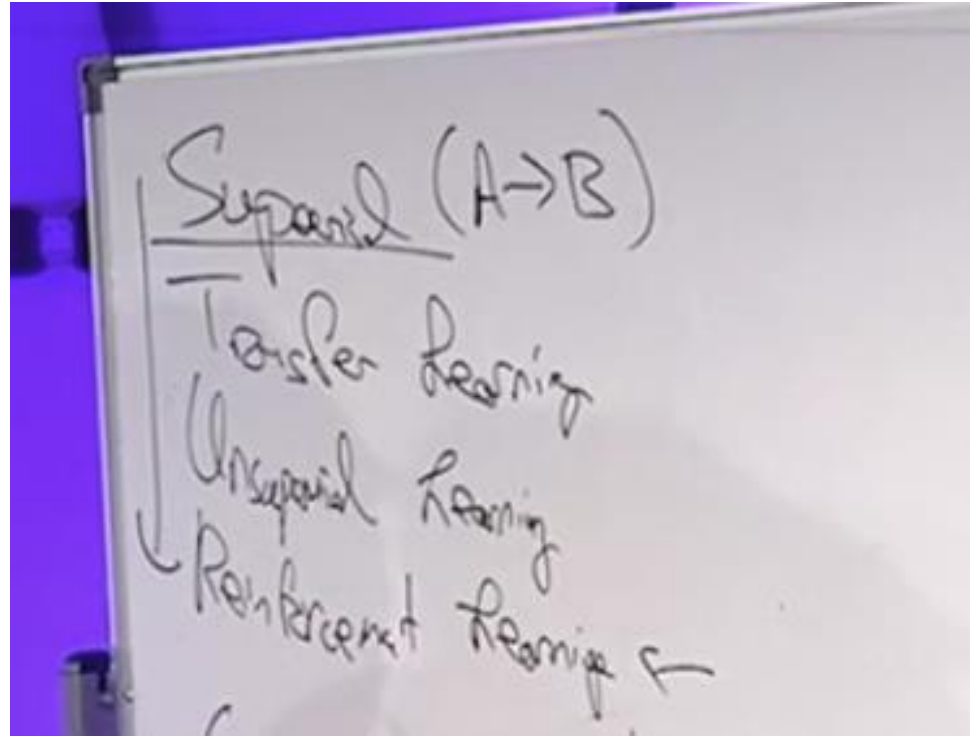 Supervised (A→B)
Transfer Learning
Unsupervised Learning
Reinforcement Learning ←